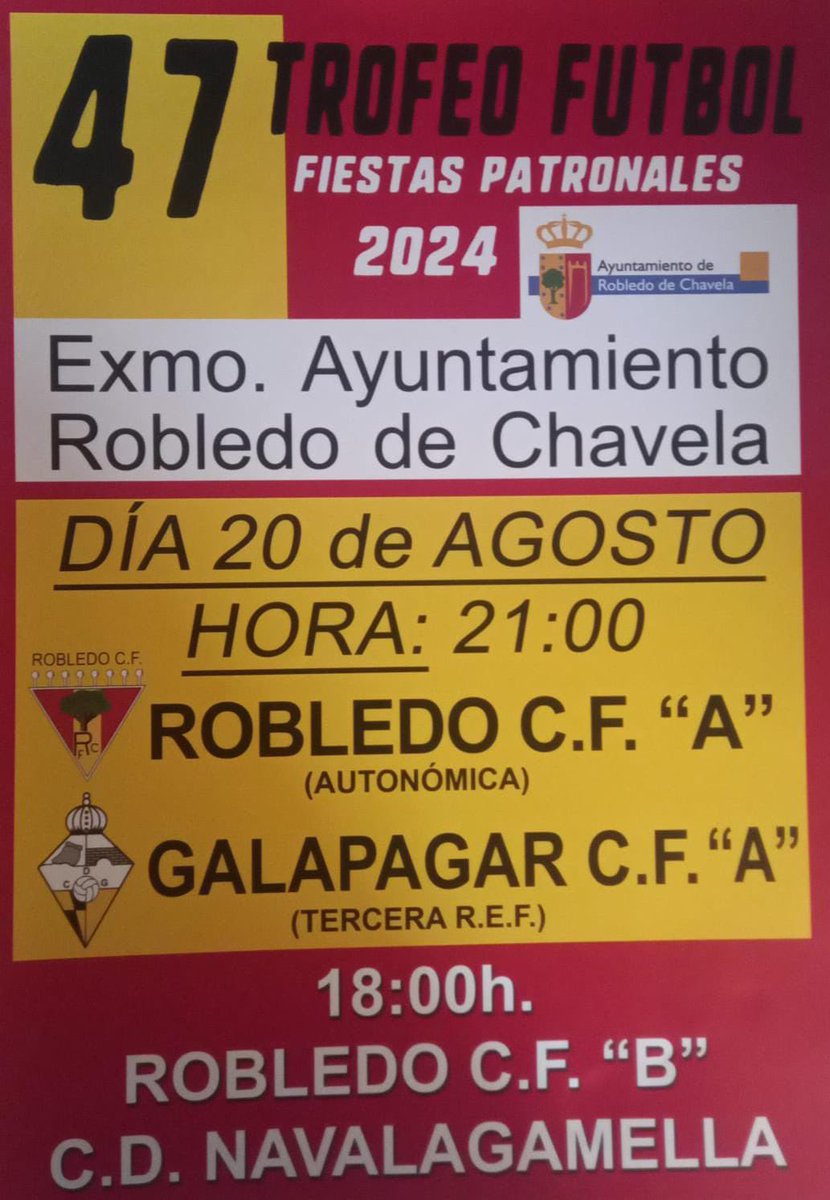 47 TROFEO FUTBOL
FIESTAS PATRONALES
2024
Ayuntamiento de
Robledo de Chavela
Exmo. Ayuntamiento
Robledo de Chavela
DÍA 20 de AGOSTO
HORA: 21:00
ROBLEDO C.F.
R
F C
ROBLEDO C.F. “A”
(AUTONÓMICA)
D
C G
GALAPAGAR C.F. “A”
(TERCERA R.E.F.)
18:00h.
ROBLEDO C.F. “B”
C.D. NAVALAGAMELLA